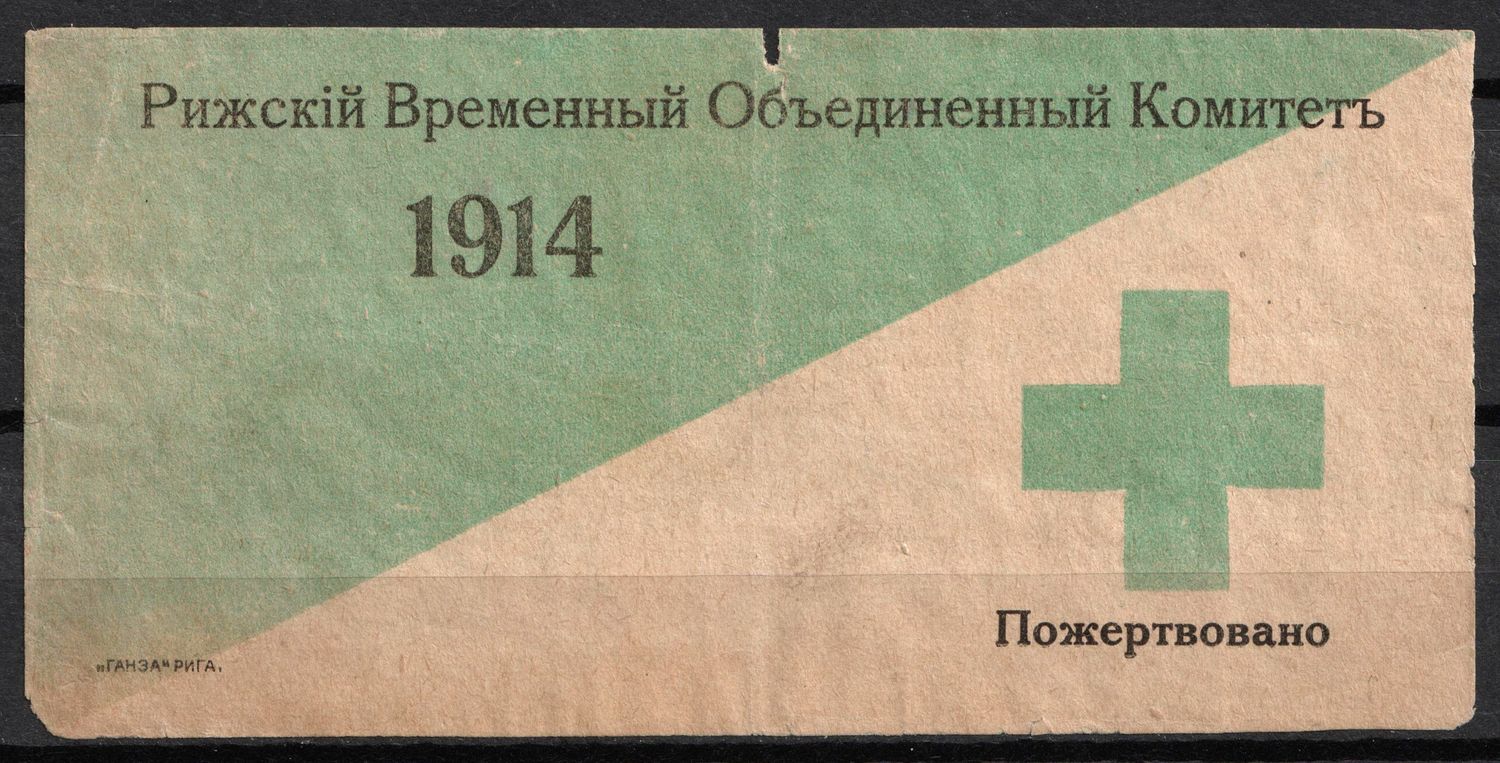 Рижскій Временный Объединенный Комитетъ
1914
Пожертвовано
„ГАНЗА“ РИГА.